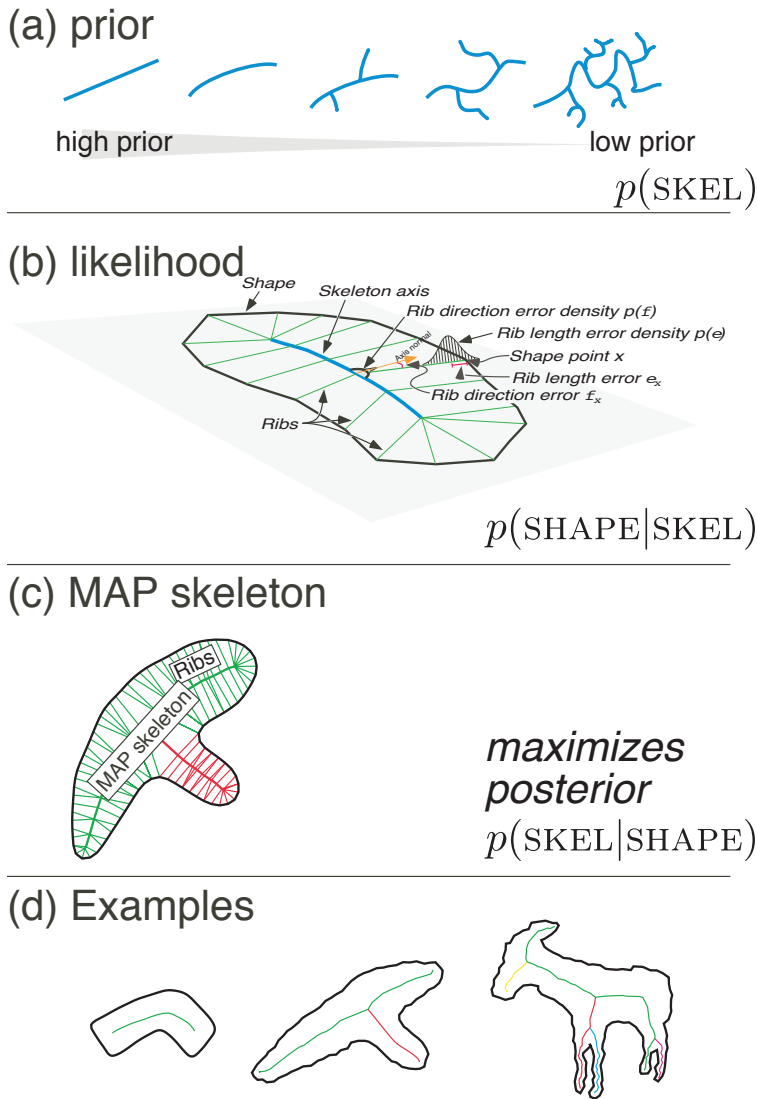 (a) prior
high prior
low prior
p(SKEL)
(b) likelihood
Shape
Skeleton axis
Rib direction error density p(f)
Rib length error density p(e)
Axis normal
Shape point x
Rib length error eₓ
Rib direction error fₓ
Ribs
p(SHAPE|SKEL)
(c) MAP skeleton
Ribs
MAP skeleton
maximizes
posterior
p(SKEL|SHAPE)
(d) Examples